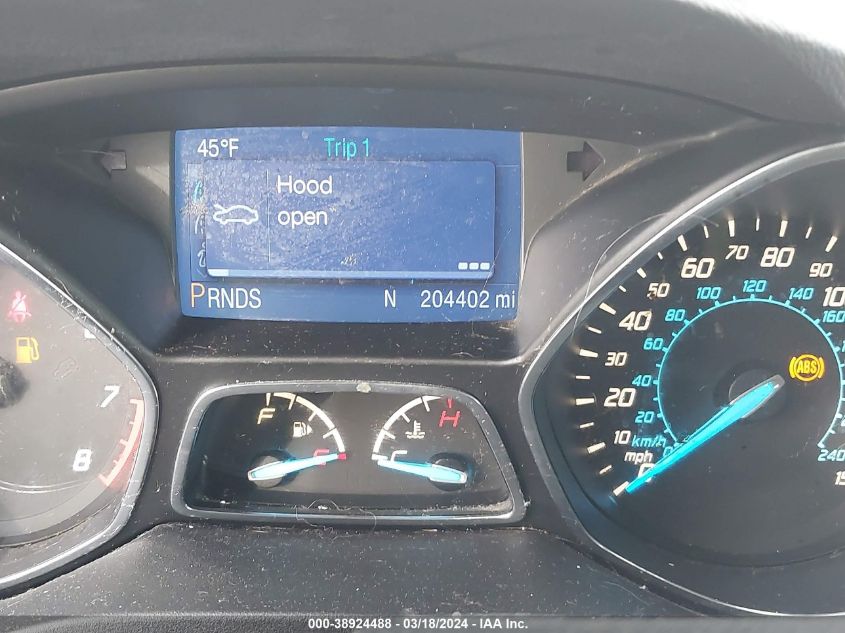 45°F Trip 1
Hood
open
PRNDS N 204402 mi
7
8
F E
C H
0 10 20 30 40 50 60 70 80 90
mph
km/h 0 20 40 60 80 100 120 140 160
240
ABS
000-38924488 - 03/18/2024 - IAA Inc.